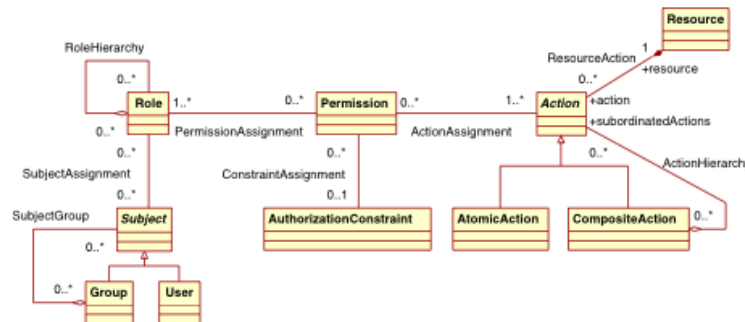 Resource
RoleHierarchy
1
ResourceAction
0..*
0..*
+resource
Role
1..*
0..*
Permission
0..*
1..*
Action
+action
0..*
PermissionAssignment
ActionAssignment
+subordinatedActions
0..*
0..*
0..*
SubjectAssignment
ConstraintAssignment
ActionHierarch
0..*
0..1
SubjectGroup
Subject
AuthorizationConstraint
AtomicAction
CompositeAction
0..*
0..*
0..*
Group
User